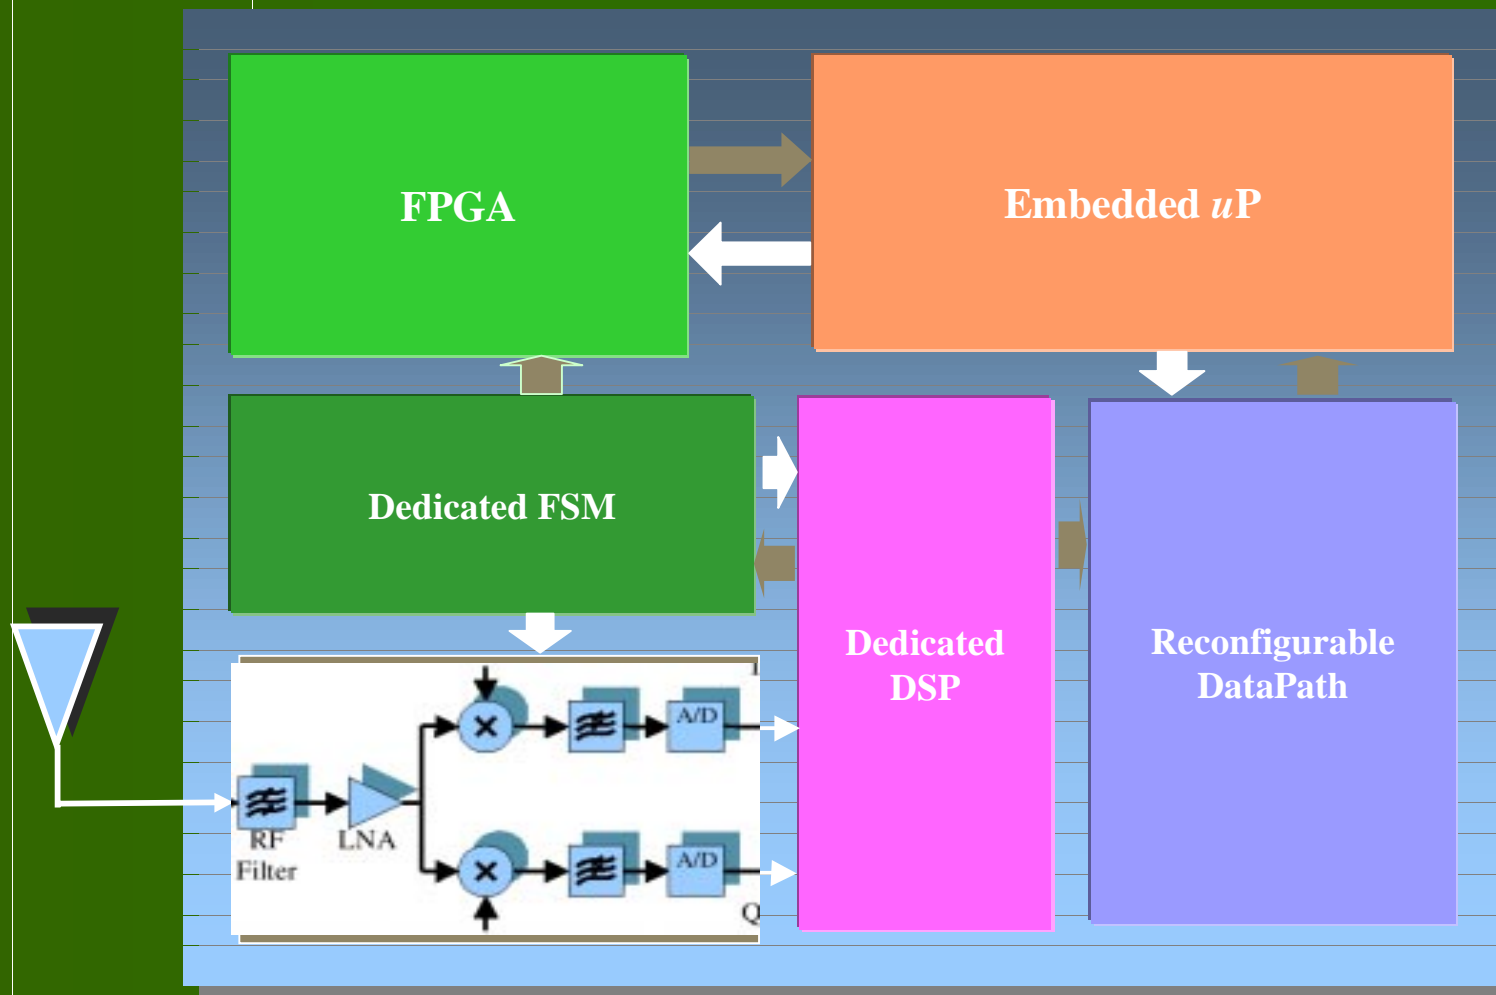 FPGA
Embedded uP
Dedicated FSM
Dedicated
DSP
Reconfigurable
DataPath
A/D
RF
Filter
LNA
A/D
Q